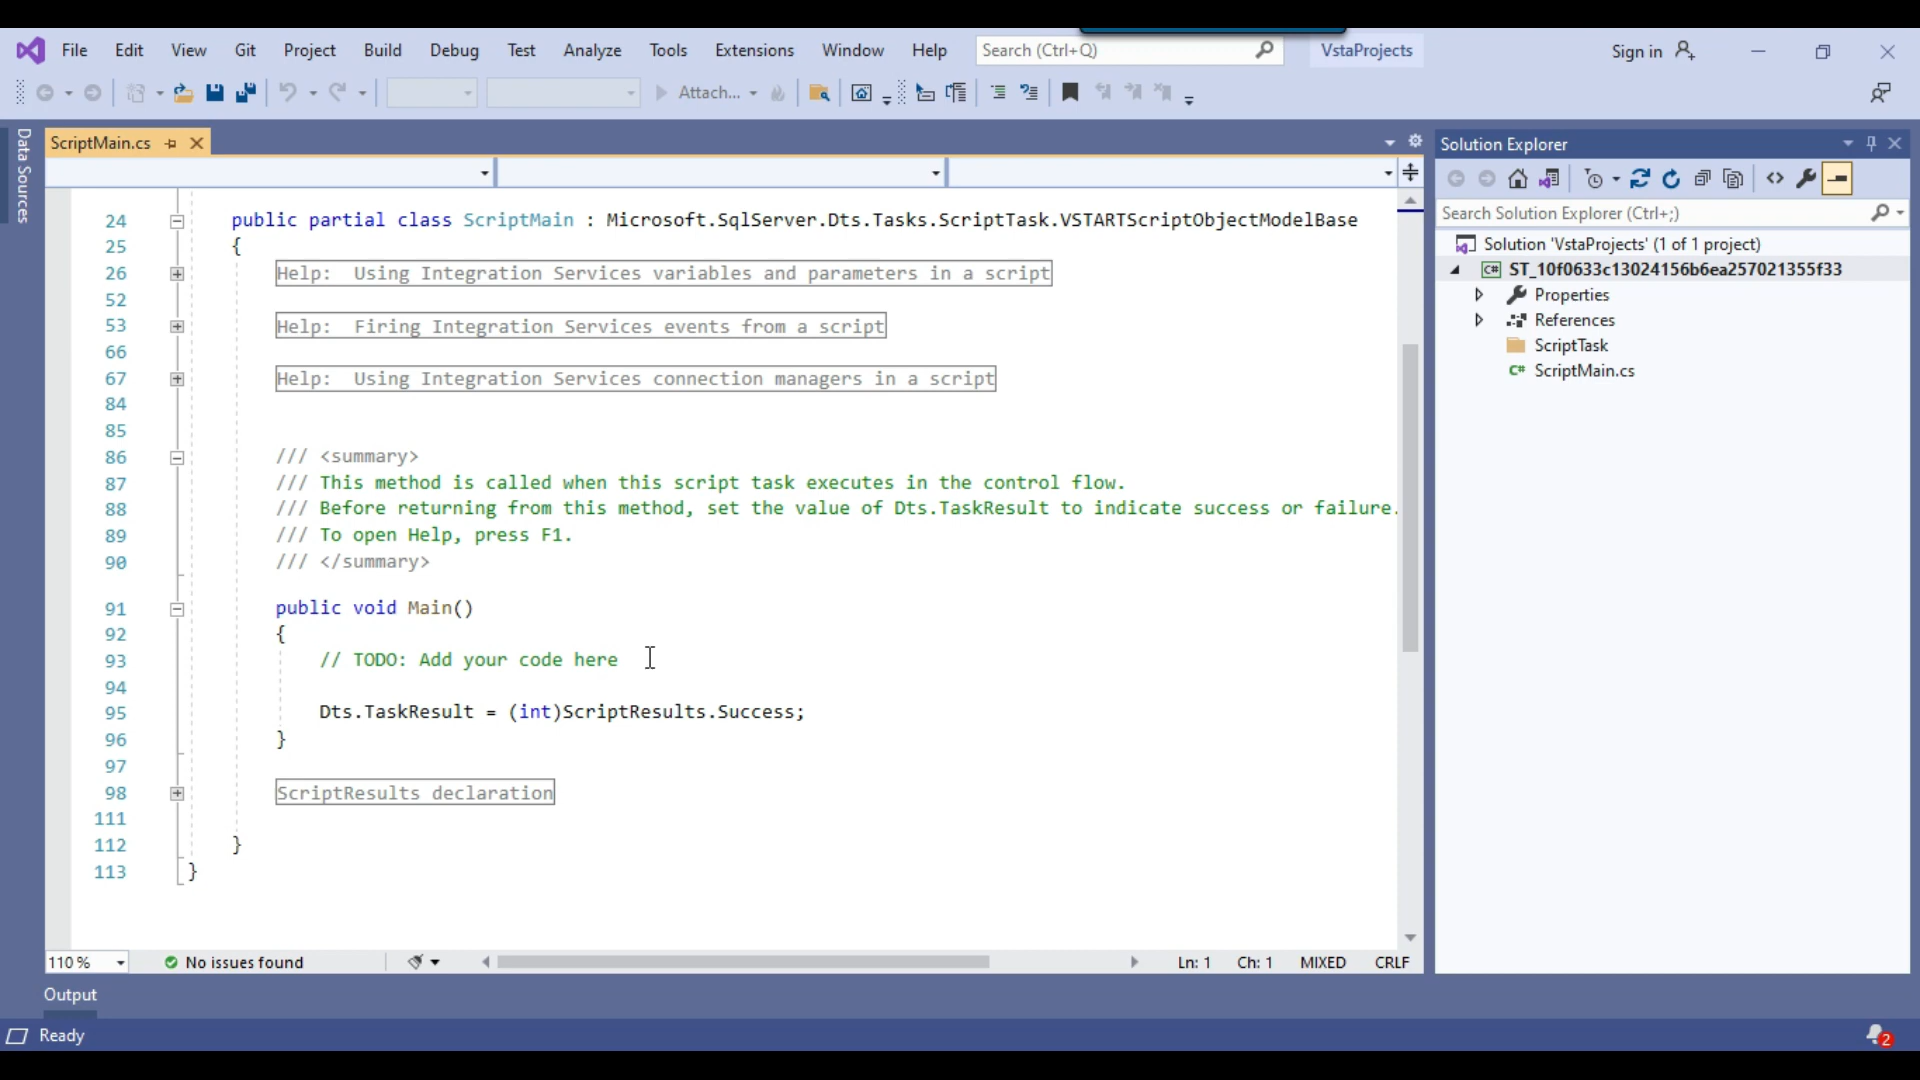 File Edit View Git Project Build Debug Test Analyze Tools Extensions Window Help Search (Ctrl+Q) VstaProjects Sign in
Attach...
Data Sources
ScriptMain.cs
24 public partial class ScriptMain : Microsoft.SqlServer.Dts.Tasks.ScriptTask.VSTARTScriptObjectModelBase
25 {
26 Help: Using Integration Services variables and parameters in a script
52
53 Help: Firing Integration Services events from a script
66
67 Help: Using Integration Services connection managers in a script
84
85
86 /// <summary>
87 /// This method is called when this script task executes in the control flow.
88 /// Before returning from this method, set the value of Dts.TaskResult to indicate success or failure.
89 /// To open Help, press F1.
90 /// </summary>
91 public void Main()
92 {
93 // TODO: Add your code here
94
95 Dts.TaskResult = (int)ScriptResults.Success;
96 }
97
98 ScriptResults declaration
111
112 }
113 }
110 % No issues found Ln: 1 Ch: 1 MIXED CRLF
Solution Explorer
Search Solution Explorer (Ctrl+;)
Solution 'VstaProjects' (1 of 1 project)
C# ST_10f0633c13024156b6ea257021355f33
Properties
References
ScriptTask
C# ScriptMain.cs
Output
Ready
2